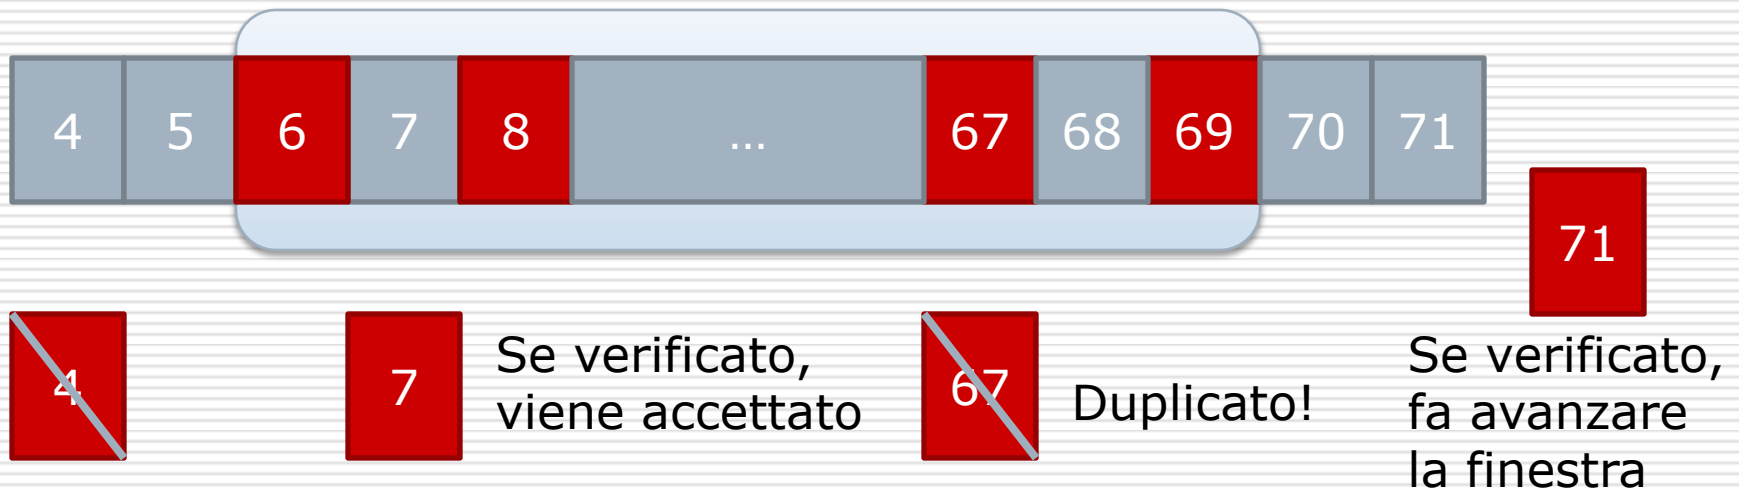 4 5 6 7 8 ... 67 68 69 70 71
71
4
7
Se verificato,
viene accettato
67
Duplicato!
Se verificato,
fa avanzare
la finestra